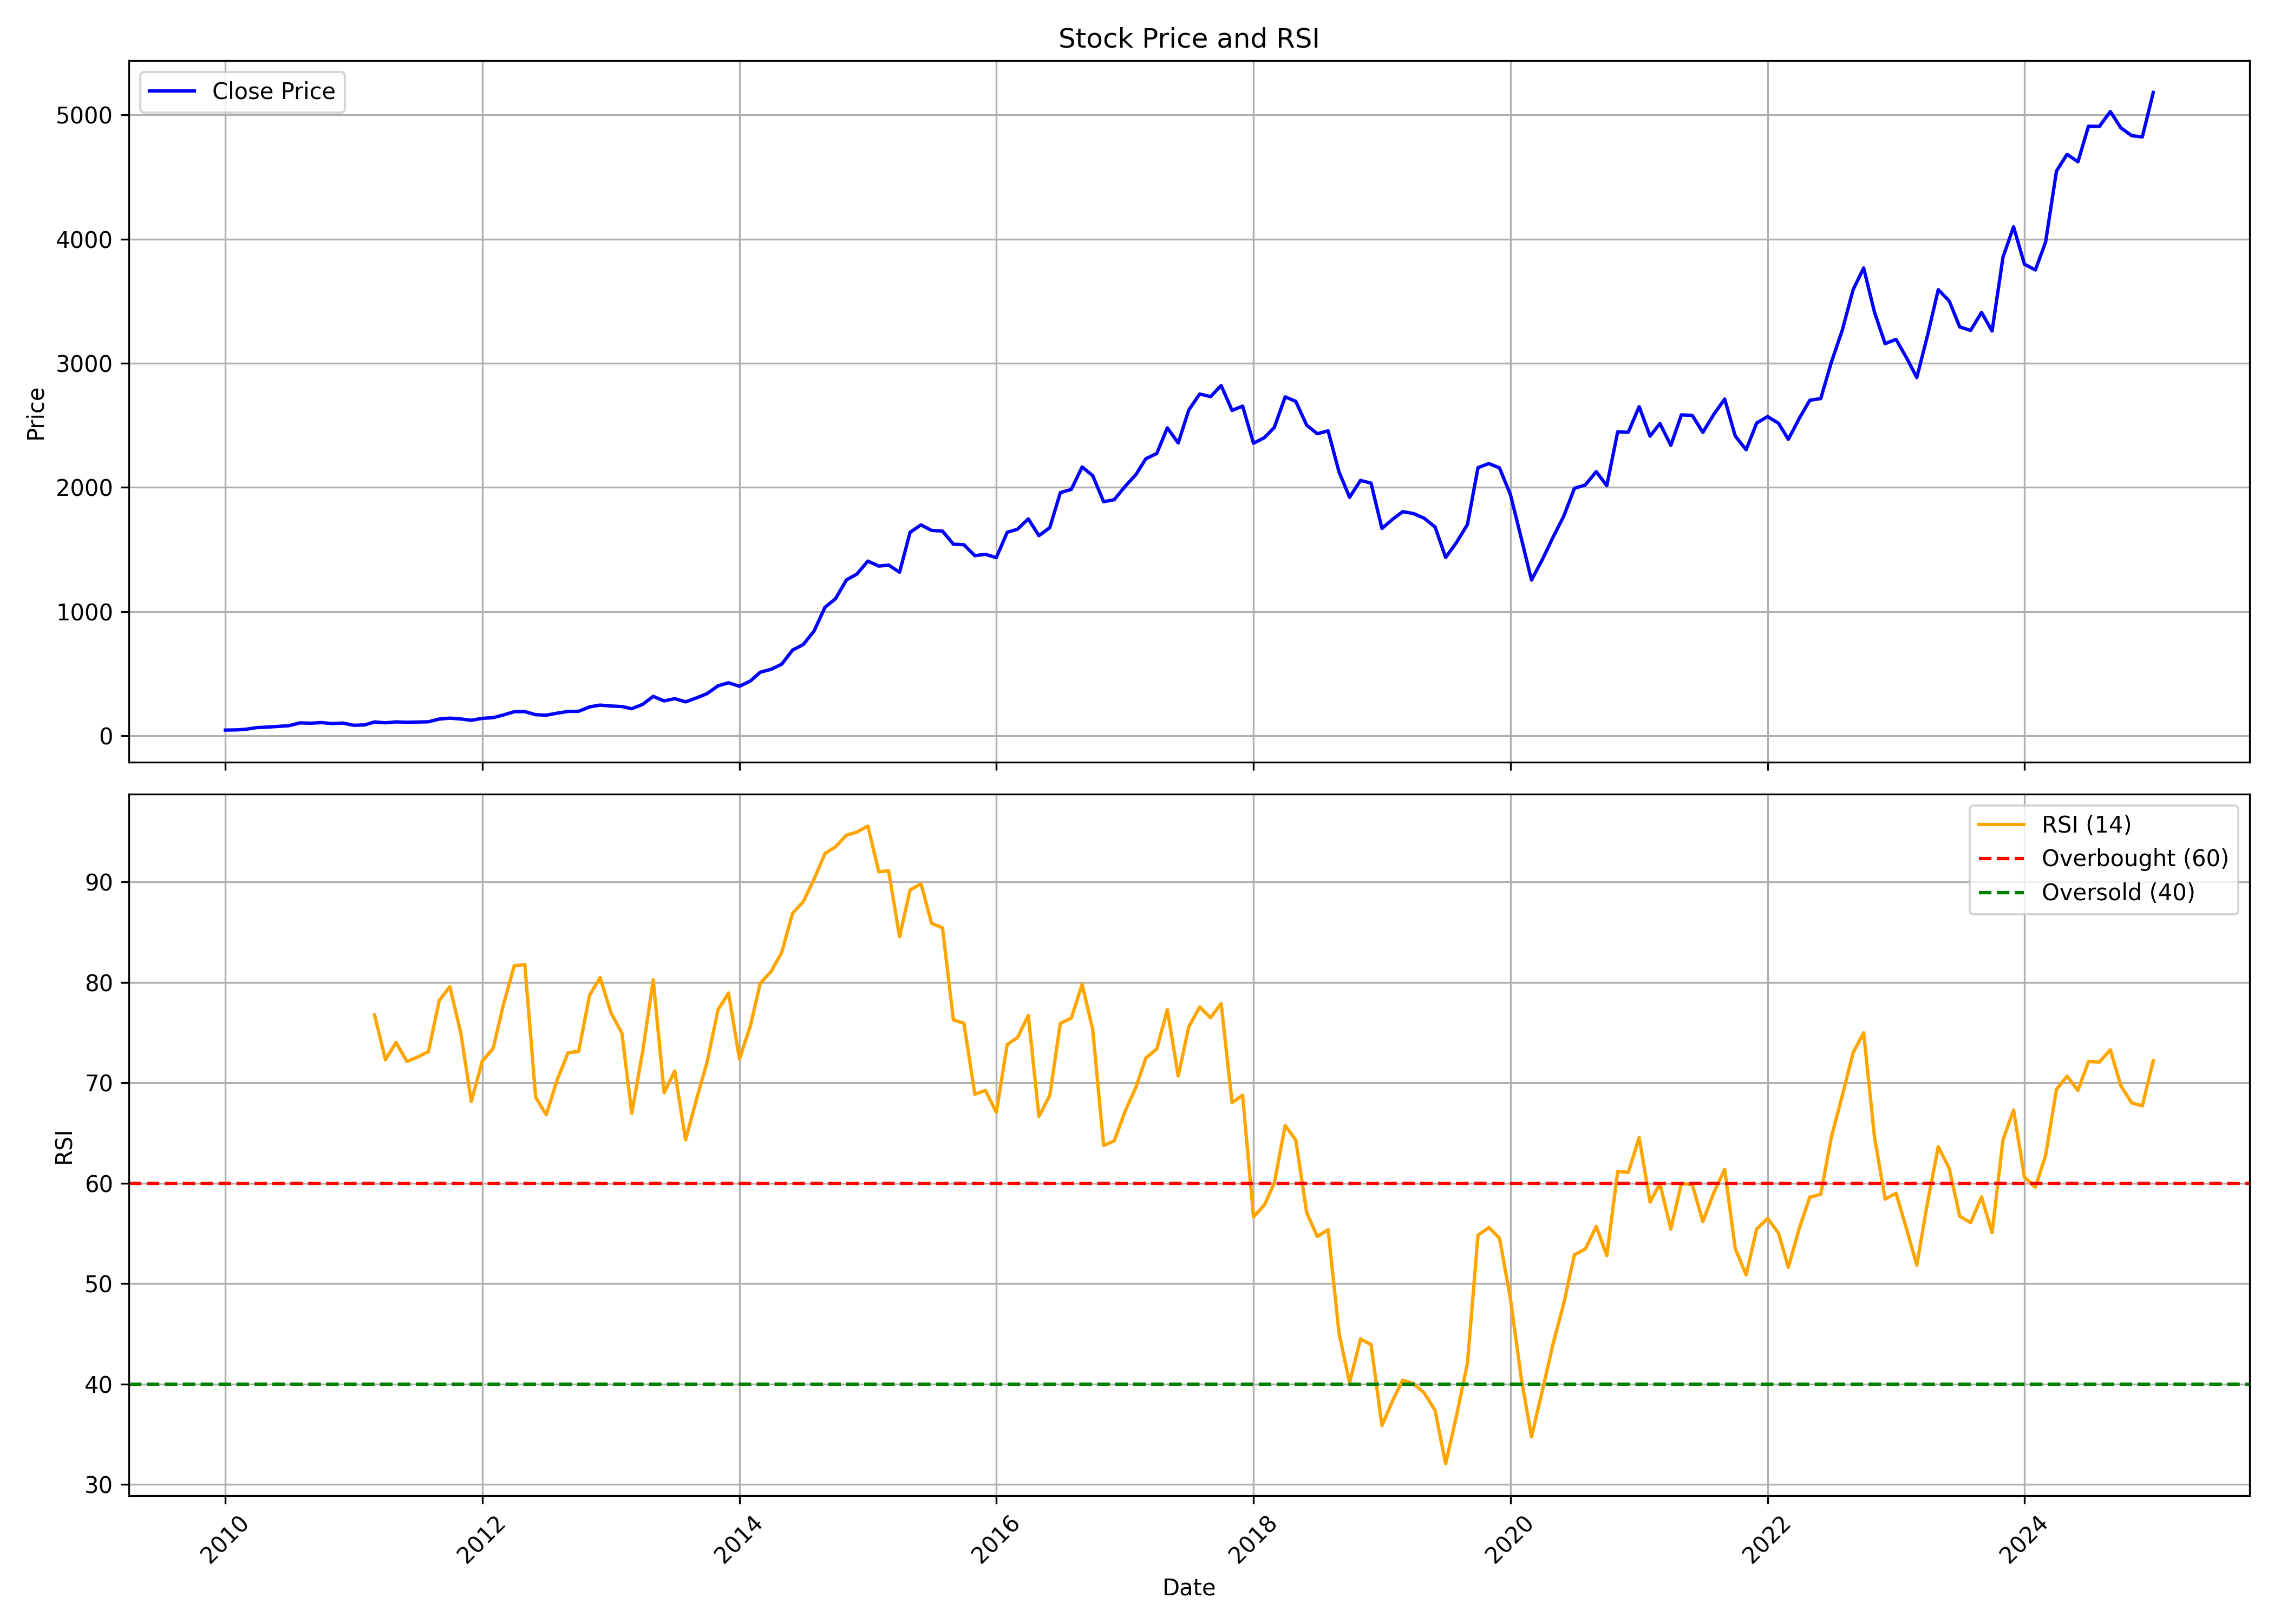 Stock Price and RSI
Close Price
5000
4000
3000
2000
1000
0
Price
RSI (14)
Overbought (60)
Oversold (40)
90
80
70
60
50
40
30
RSI
2010
2012
2014
2016
2018
2020
2022
2024
Date